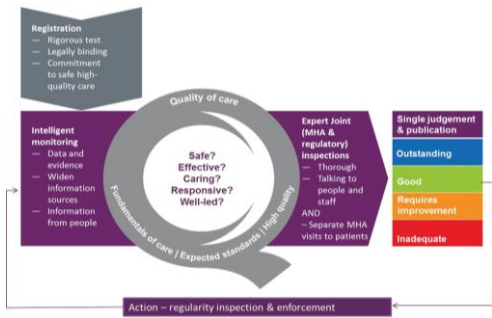 Registration
— Rigorous test
— Legally binding
— Commitment
to safe high-
quality care
Quality of care
Intelligent
monitoring
— Data and
evidence
— Widen
information
sources
— Information
from people
Safe?
Effective?
Caring?
Responsive?
Well-led?
Fundamentals of care | Expected standards | High quality
Expert Joint
(MHA &
regulatory)
inspections
— Thorough
— Talking to
people and
staff
AND
– Separate MHA
visits to patients
Single judgement
& publication
Outstanding
Good
Requires
improvement
Inadequate
Action – regularity inspection & enforcement